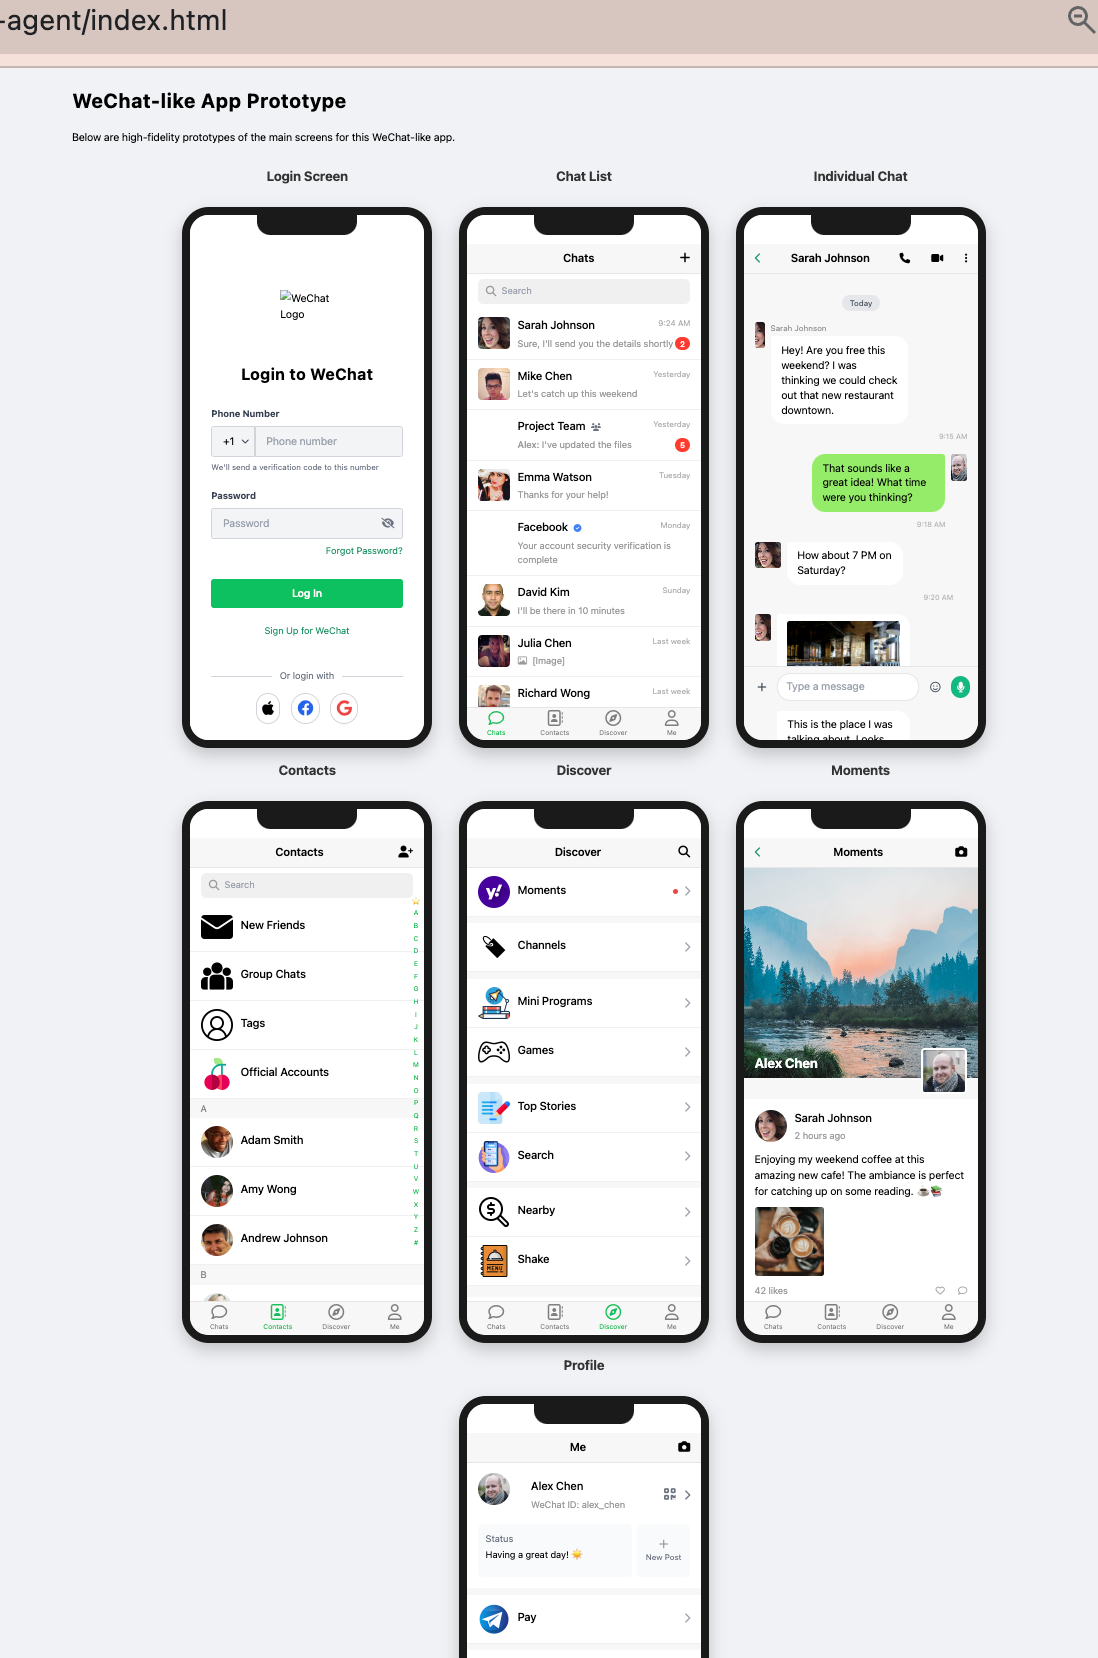 -agent/index.html
WeChat-like App Prototype
Below are high-fidelity prototypes of the main screens for this WeChat-like app.
Login Screen
WeChat
Logo
Login to WeChat
Phone Number
+1
Phone number
We'll send a verification code to this number
Password
Password
Forgot Password?
Log In
Sign Up for WeChat
Or login with
Chat List
Chats
Search
Sarah Johnson
9:24 AM
Sure, I'll send you the details shortly
2
Mike Chen
Yesterday
Let's catch up this weekend
Project Team
Yesterday
Alex: I've updated the files
5
Emma Watson
Tuesday
Thanks for your help!
Facebook
Monday
Your account security verification is
complete
David Kim
Sunday
I'll be there in 10 minutes
Julia Chen
Last week
[Image]
Richard Wong
Last week
Chats
Contacts
Discover
Me
Individual Chat
Sarah Johnson
Today
Sarah Johnson
Hey! Are you free this
weekend? I was
thinking we could check
out that new restaurant
downtown.
9:15 AM
That sounds like a
great idea! What time
were you thinking?
9:18 AM
How about 7 PM on
Saturday?
9:20 AM
Type a message
This is the place I was
talking about. Looks
Contacts
Contacts
Search
New Friends
Group Chats
Tags
Official Accounts
A
Adam Smith
Amy Wong
Andrew Johnson
B
A
B
C
D
E
F
G
H
I
J
K
L
M
N
O
P
Q
R
S
T
U
V
W
X
Y
Z
#
Chats
Contacts
Discover
Me
Discover
Discover
y!
Moments
Channels
Mini Programs
Games
Top Stories
Search
Nearby
MENU
Shake
Chats
Contacts
Discover
Me
Moments
Moments
Alex Chen
Sarah Johnson
2 hours ago
Enjoying my weekend coffee at this
amazing new cafe! The ambiance is perfect
for catching up on some reading. ☕📚
42 likes
Chats
Contacts
Discover
Me
Profile
Me
Alex Chen
WeChat ID: alex_chen
Status
Having a great day! 🌟
New Post
Pay